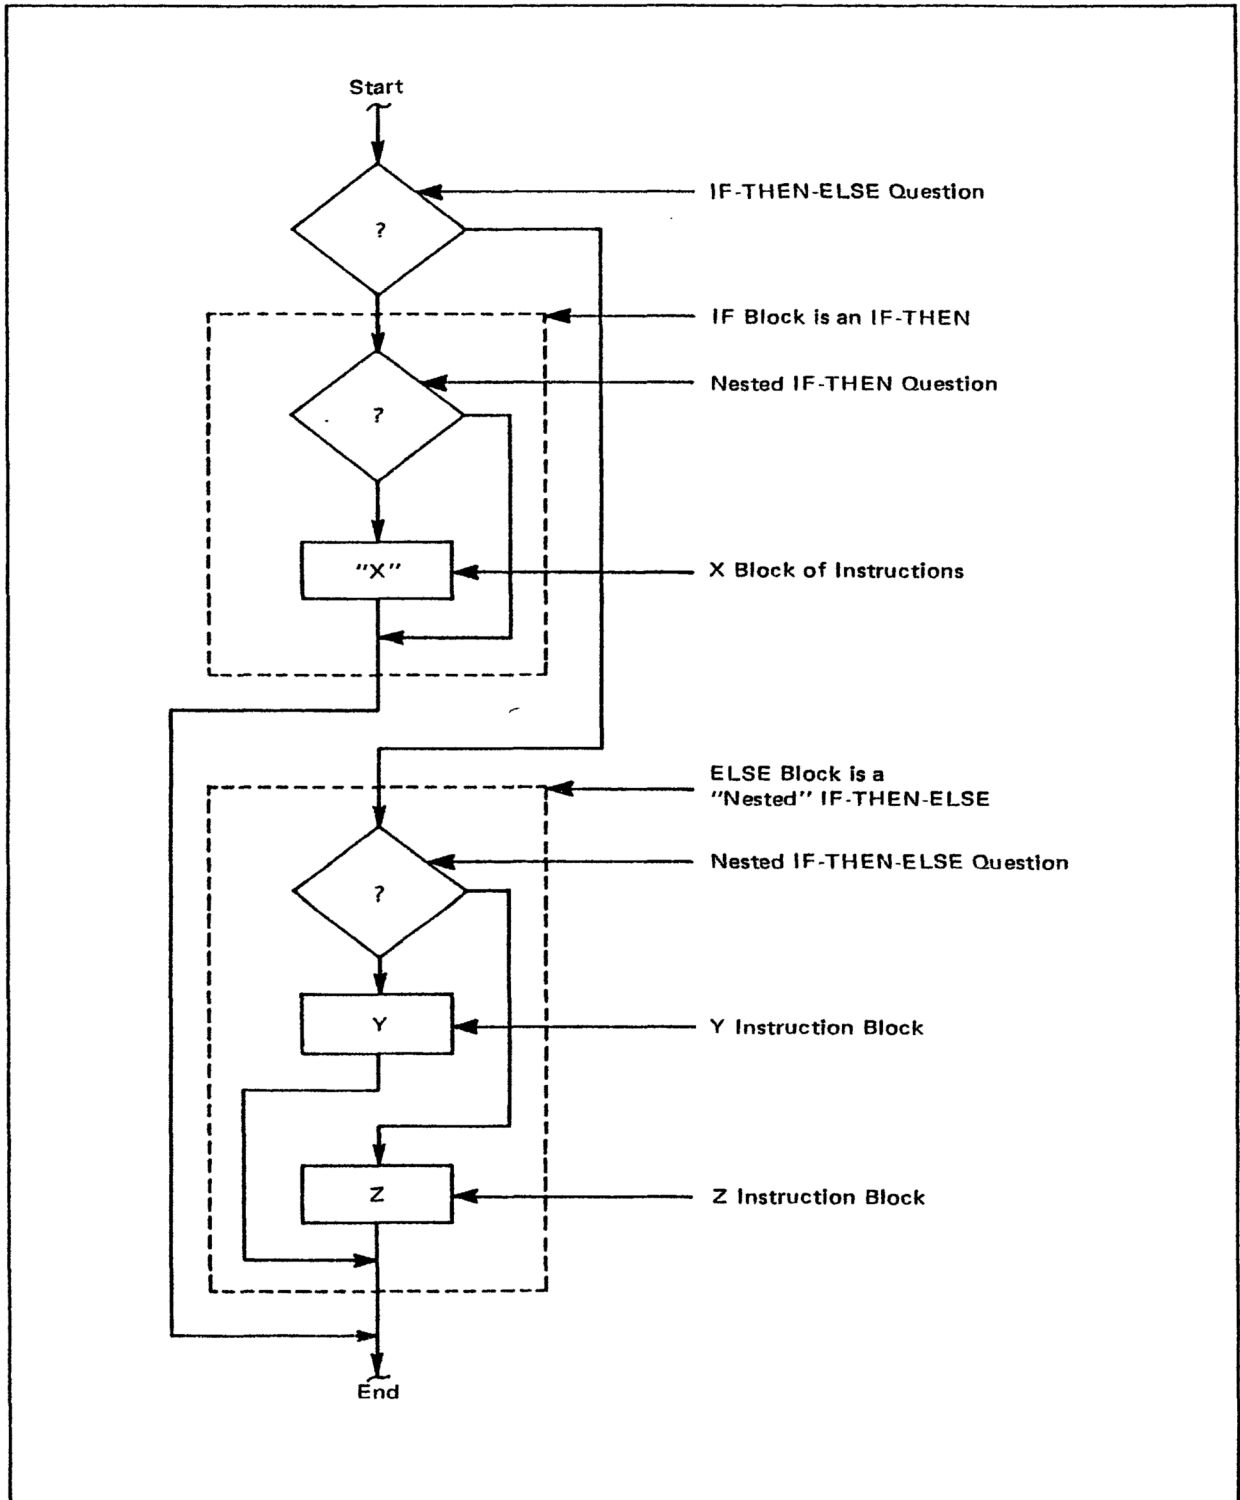 Start
IF-THEN-ELSE Question
?
IF Block is an IF-THEN
Nested IF-THEN Question
?
"X"
X Block of Instructions
ELSE Block is a
"Nested" IF-THEN-ELSE
Nested IF-THEN-ELSE Question
?
Y
Y Instruction Block
Z
Z Instruction Block
End